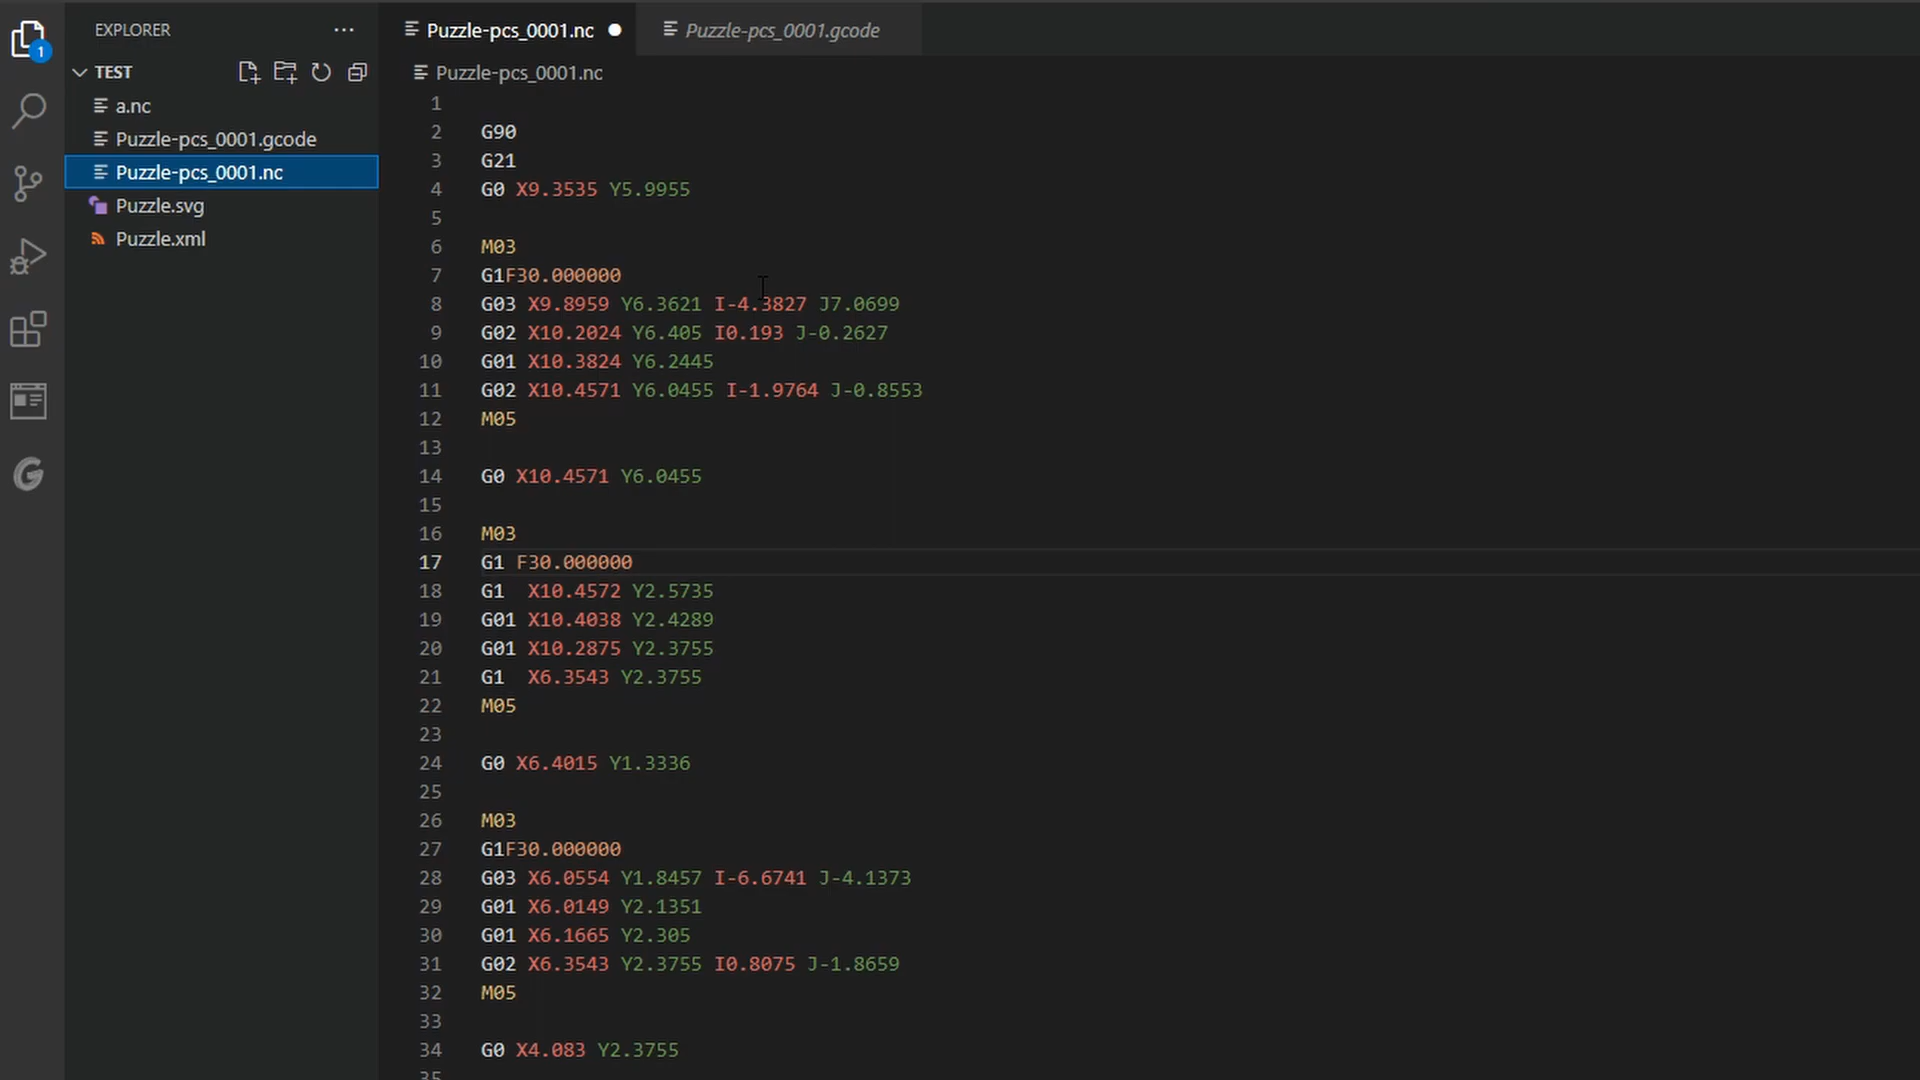 EXPLORER ...
TEST
a.nc
Puzzle-pcs_0001.gcode
Puzzle-pcs_0001.nc
Puzzle.svg
Puzzle.xml
1
Puzzle-pcs_0001.nc
Puzzle-pcs_0001.gcode
Puzzle-pcs_0001.nc
1
2 G90
3 G21
4 G0 X9.3535 Y5.9955
5
6 M03
7 G1F30.000000
8 G03 X9.8959 Y6.3621 I-4.3827 J7.0699
9 G02 X10.2024 Y6.405 I0.193 J-0.2627
10 G01 X10.3824 Y6.2445
11 G02 X10.4571 Y6.0455 I-1.9764 J-0.8553
12 M05
13
14 G0 X10.4571 Y6.0455
15
16 M03
17 G1 F30.000000
18 G1  X10.4572 Y2.5735
19 G01 X10.4038 Y2.4289
20 G01 X10.2875 Y2.3755
21 G1  X6.3543 Y2.3755
22 M05
23
24 G0 X6.4015 Y1.3336
25
26 M03
27 G1F30.000000
28 G03 X6.0554 Y1.8457 I-6.6741 J-4.1373
29 G01 X6.0149 Y2.1351
30 G01 X6.1665 Y2.305
31 G02 X6.3543 Y2.3755 I0.8075 J-1.8659
32 M05
33
34 G0 X4.083 Y2.3755
35